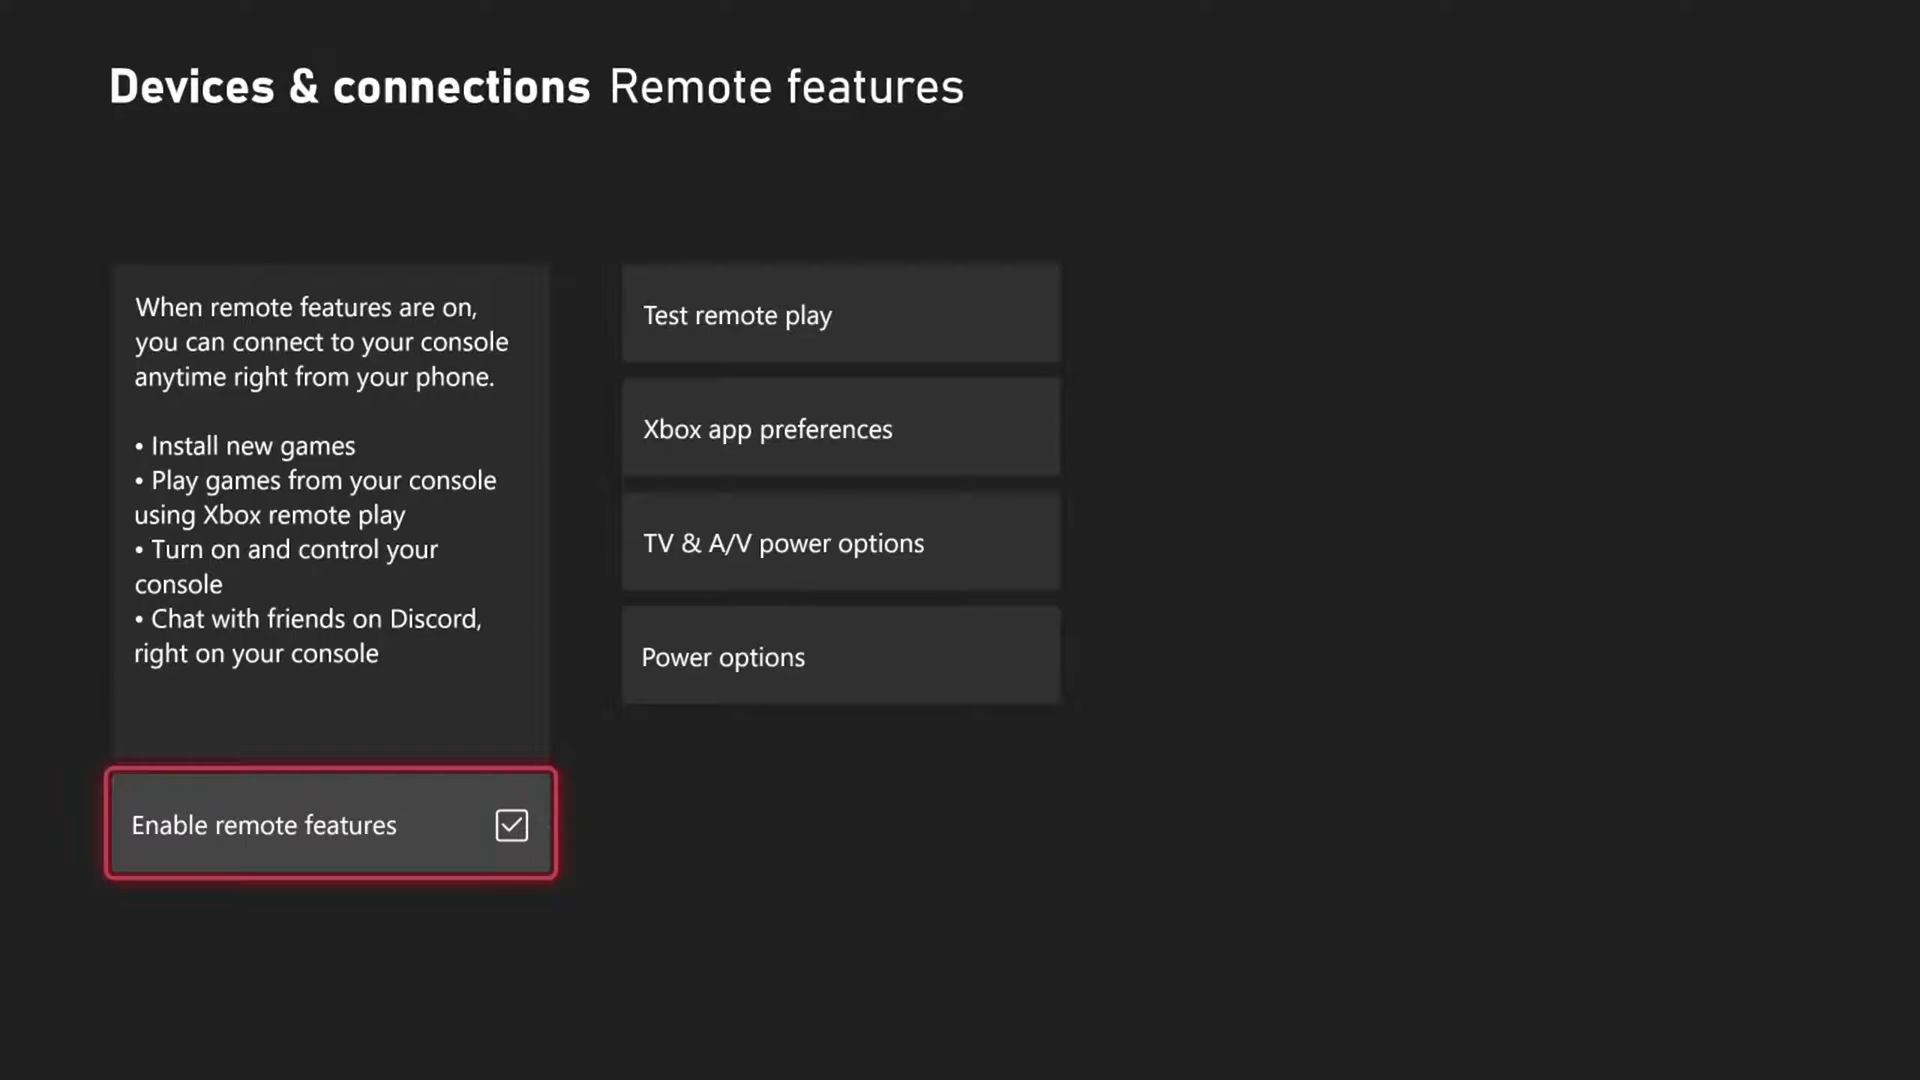 Devices & connections Remote features
When remote features are on,
you can connect to your console
anytime right from your phone.
• Install new games
• Play games from your console
using Xbox remote play
• Turn on and control your
console
• Chat with friends on Discord,
right on your console
Enable remote features
Test remote play
Xbox app preferences
TV & A/V power options
Power options